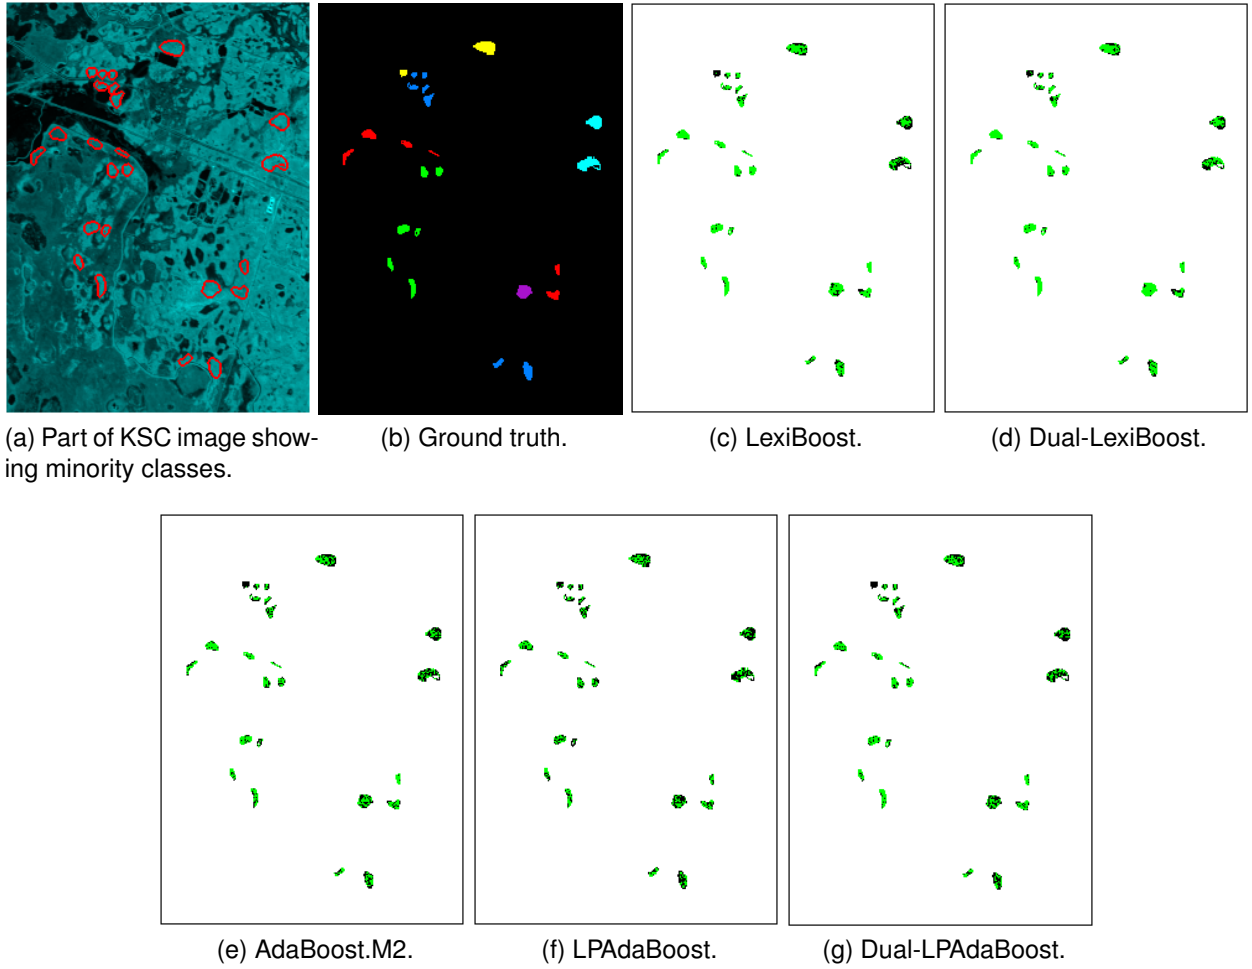 (a) Part of KSC image show-
ing minority classes.
(b) Ground truth.
(c) LexiBoost.
(d) Dual-LexiBoost.
(e) AdaBoost.M2.
(f) LPAdaBoost.
(g) Dual-LPAdaBoost.